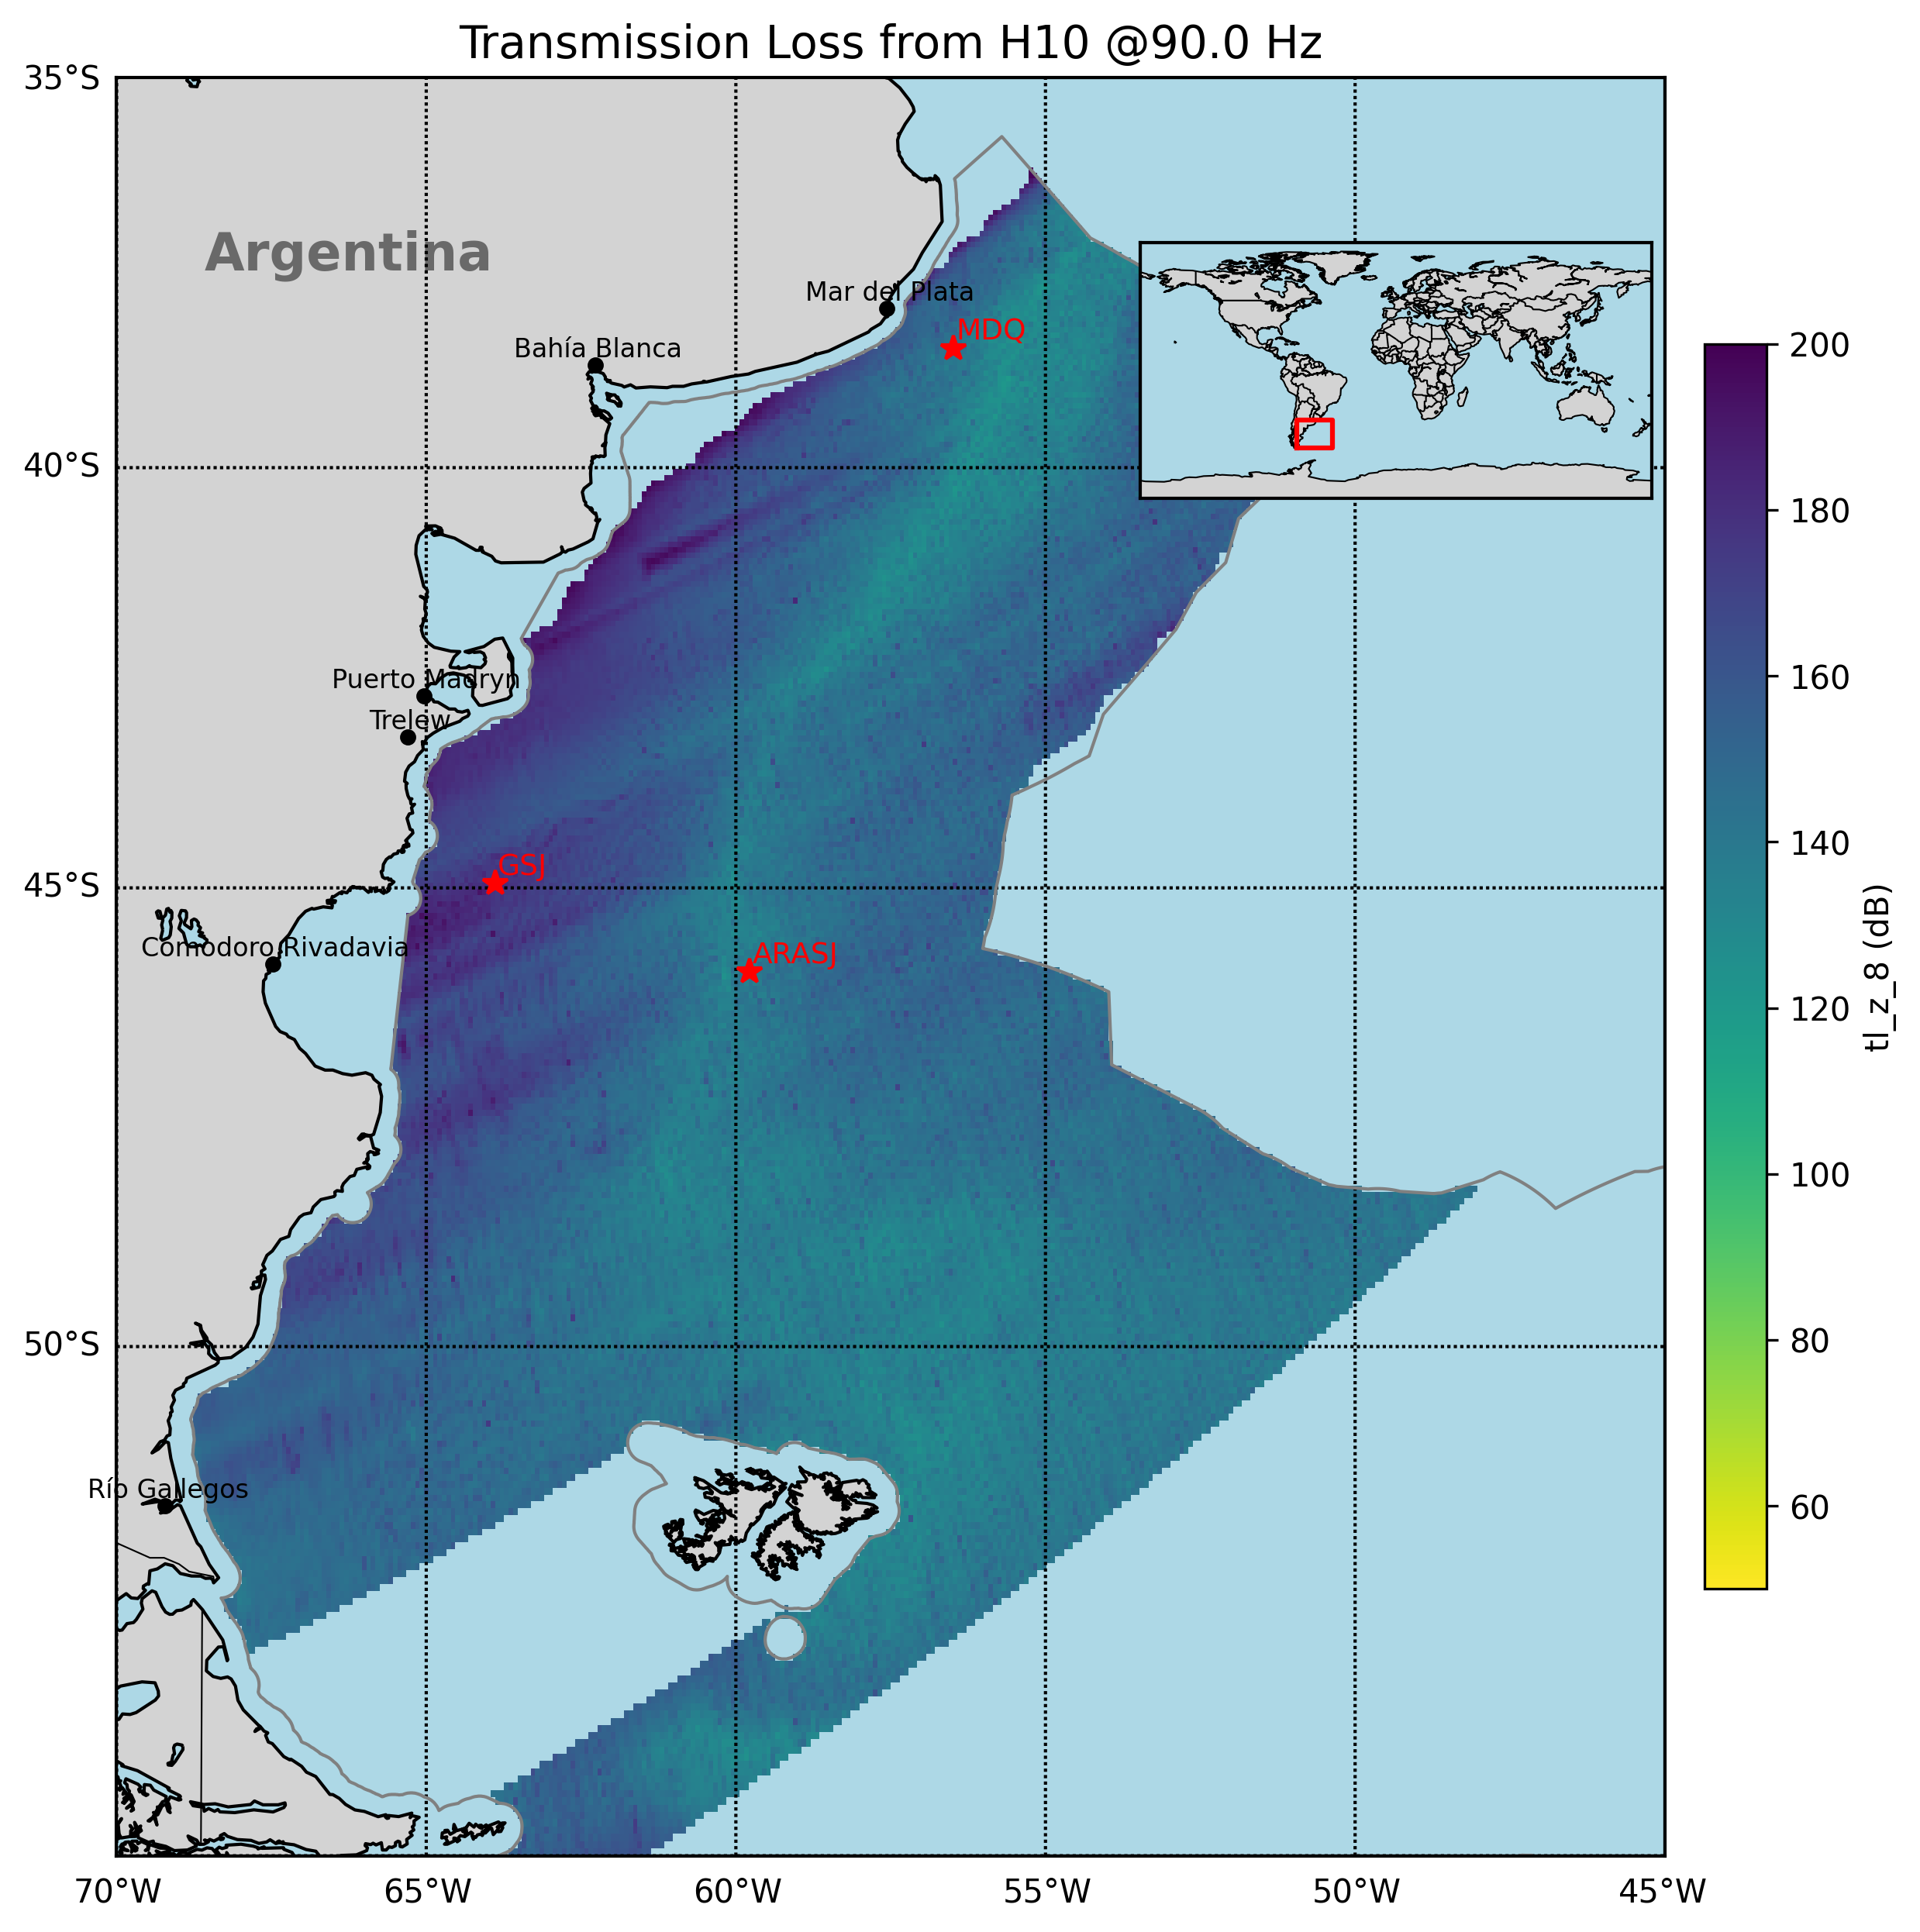 Transmission Loss from H10 @90.0 Hz
35°S
Argentina
Mar del Plata
MDQ
Bahía Blanca
200
40°S
180
Puerto Madryn
160
Trelew
140
GSJ
45°S
Comodoro Rivadavia
ARASJ
tl_z_8 (dB)
120
100
50°S
80
Río Gallegos
60
70°W
65°W
60°W
55°W
50°W
45°W